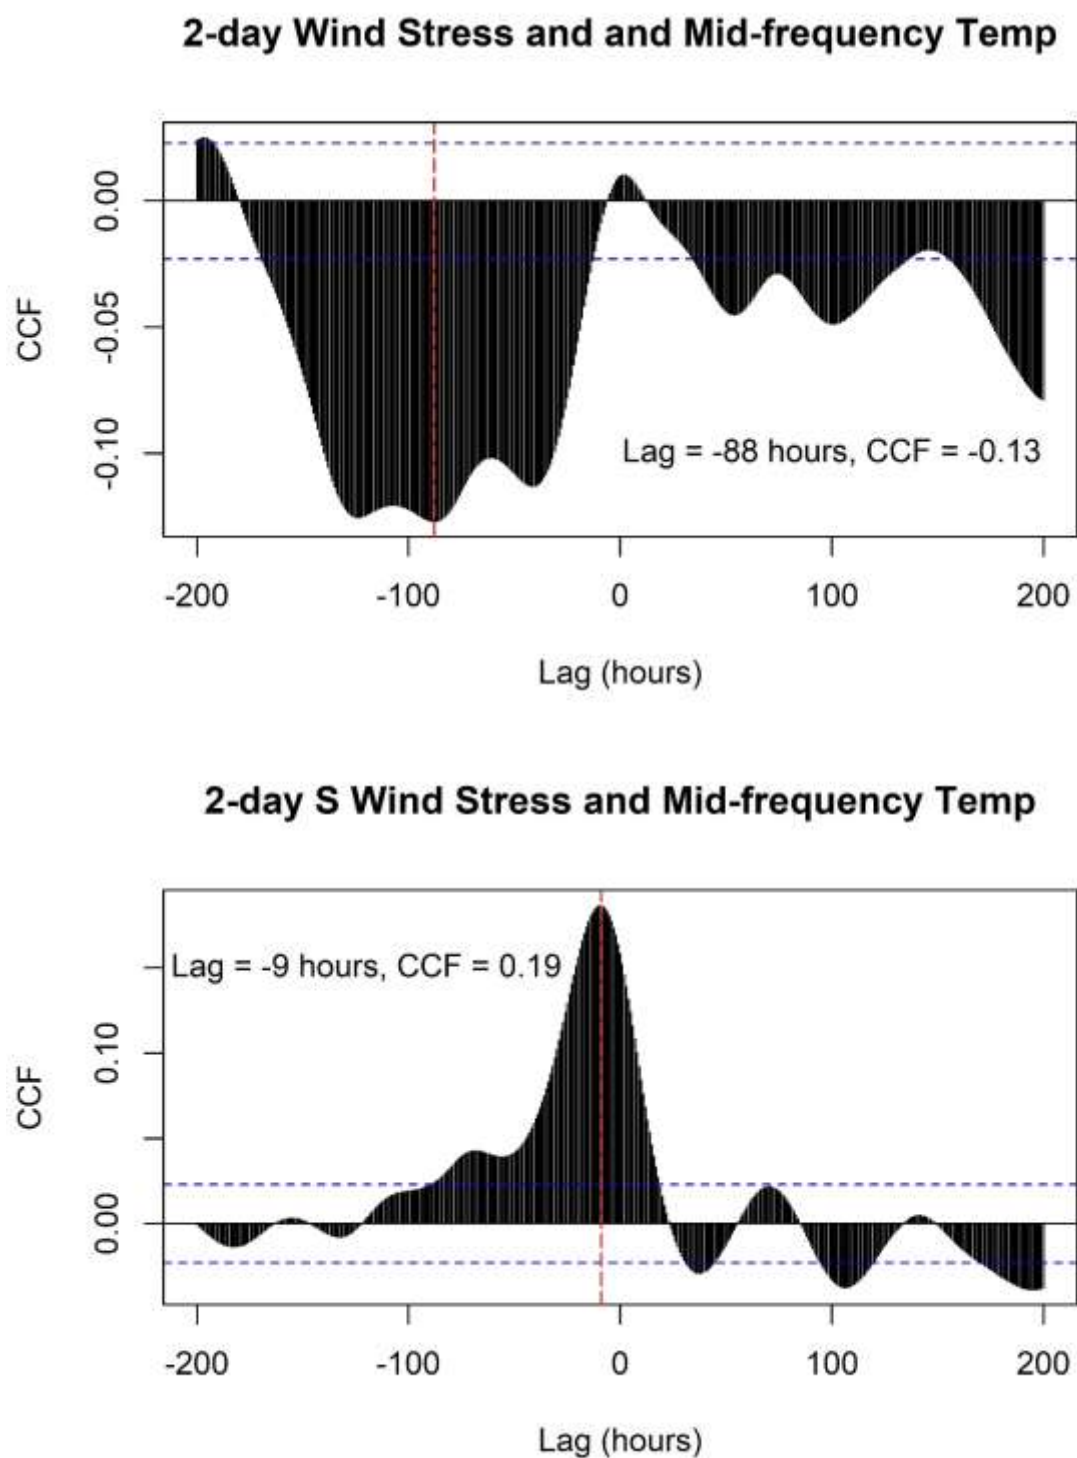 2-day Wind Stress and and Mid-frequency Temp
CCF
0.00
-0.05
-0.10
Lag = -88 hours, CCF = -0.13
-200 -100 0 100 200
Lag (hours)
2-day S Wind Stress and Mid-frequency Temp
CCF
Lag = -9 hours, CCF = 0.19
0.10
0.00
-200 -100 0 100 200
Lag (hours)